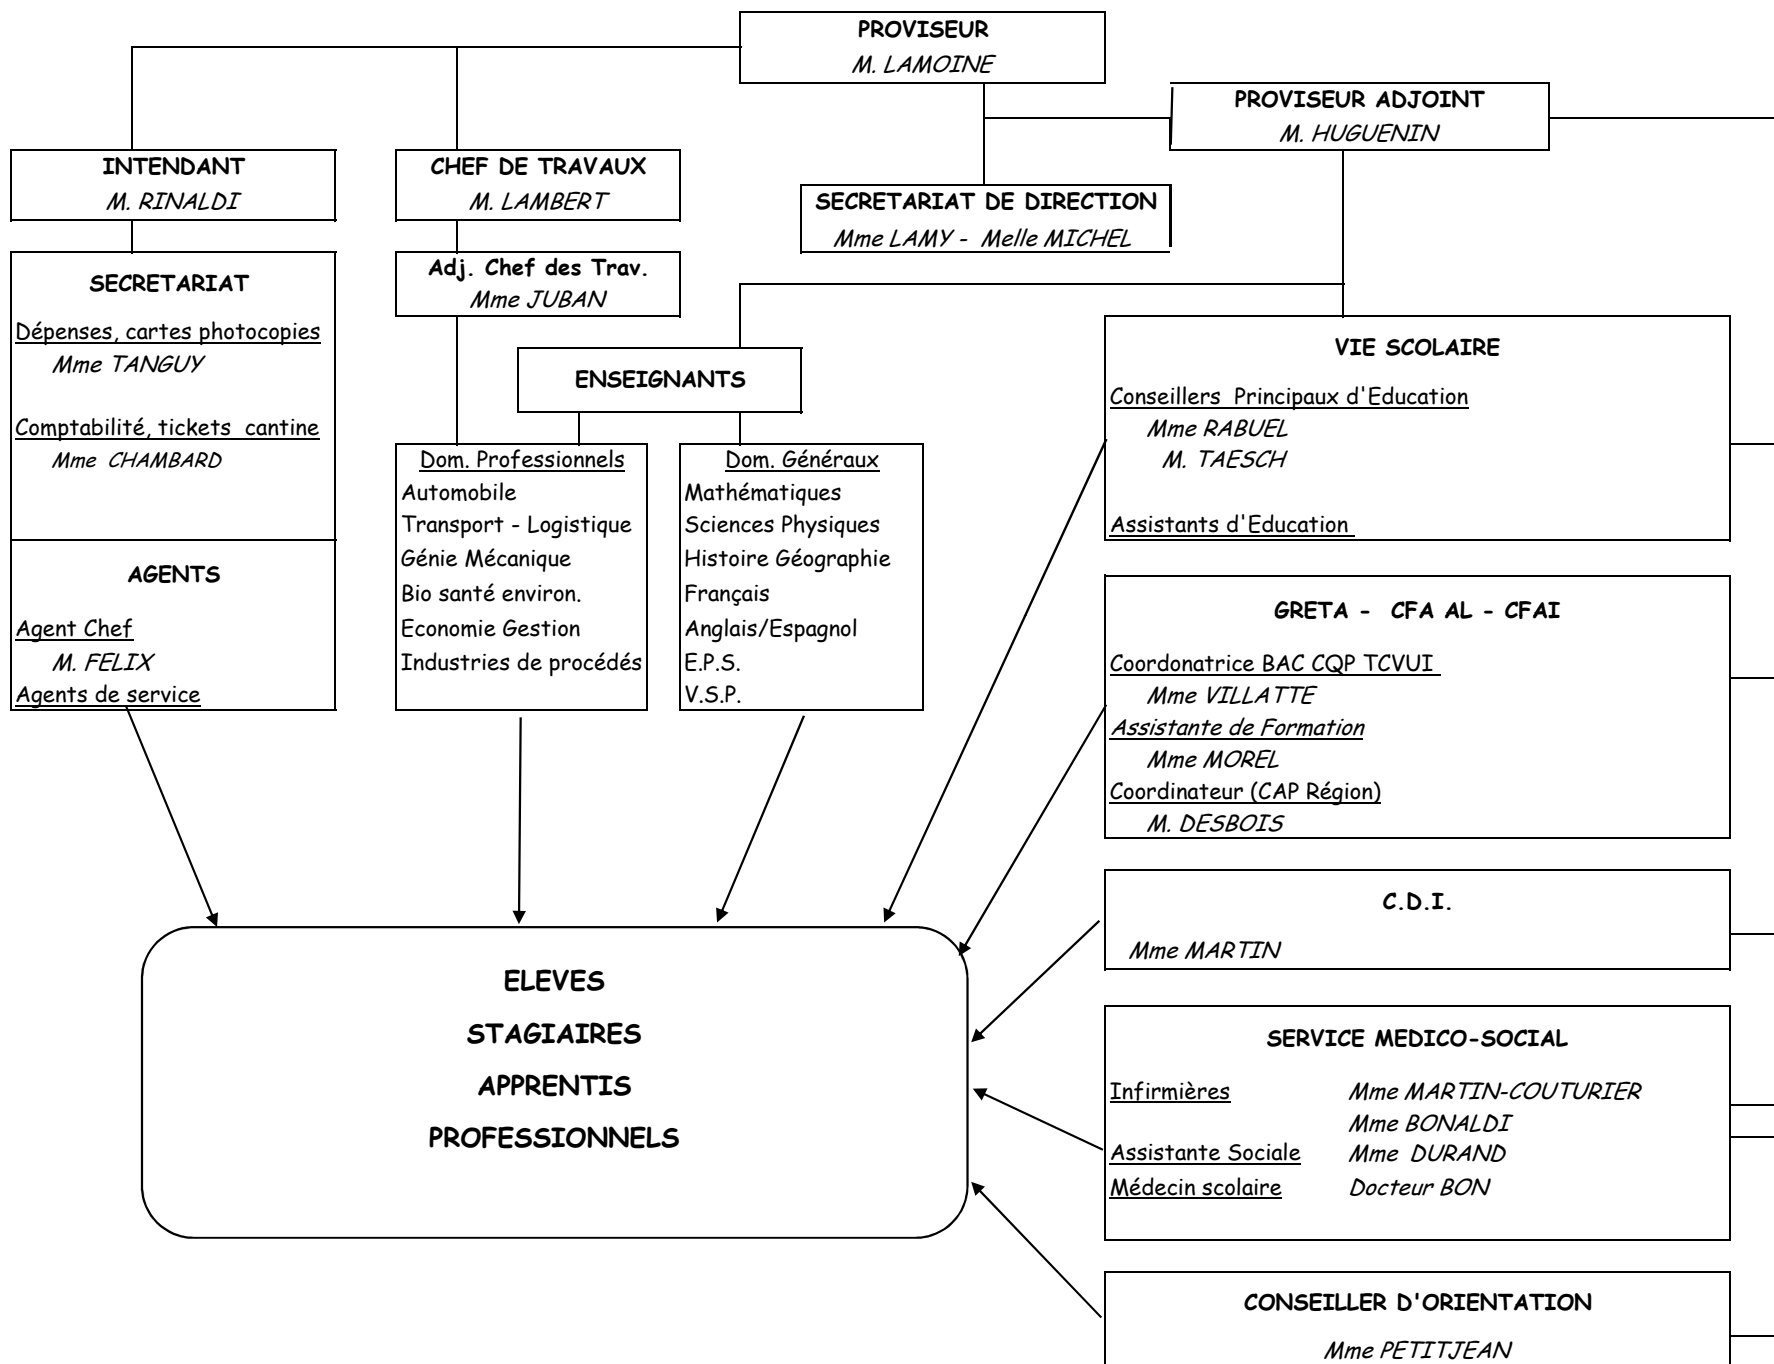 PROVISEUR
M. LAMOINE
PROVISEUR ADJOINT
M. HUGUENIN
INTENDANT
M. RINALDI
CHEF DE TRAVAUX
M. LAMBERT
SECRETARIAT DE DIRECTION
Mme LAMY - Melle MICHEL
SECRETARIAT
Dépenses, cartes photocopies
Mme TANGUY
Comptabilité, tickets cantine
Mme CHAMBARD
AGENTS
Agent Chef
M. FELIX
Agents de service
Adj. Chef des Trav.
Mme JUBAN
ENSEIGNANTS
Dom. Professionnels
Automobile
Transport - Logistique
Génie Mécanique
Bio santé environ.
Economie Gestion
Industries de procédés
Dom. Généraux
Mathématiques
Sciences Physiques
Histoire Géographie
Français
Anglais/Espagnol
E.P.S.
V.S.P.
VIE SCOLAIRE
Conseillers Principaux d'Education
Mme RABUEL
M. TAESCH
Assistants d'Education
GRETA - CFA AL - CFAI
Coordonatrice BAC CQP TCVUI
Mme VILLATTE
Assistante de Formation
Mme MOREL
Coordinateur (CAP Région)
M. DESBOIS
C.D.I.
Mme MARTIN
ELEVES
STAGIAIRES
APPRENTIS
PROFESSIONNELS
SERVICE MEDICO-SOCIAL
Infirmières Mme MARTIN-COUTURIER
Mme BONALDI
Assistante Sociale Mme DURAND
Médecin scolaire Docteur BON
CONSEILLER D'ORIENTATION
Mme PETITJEAN